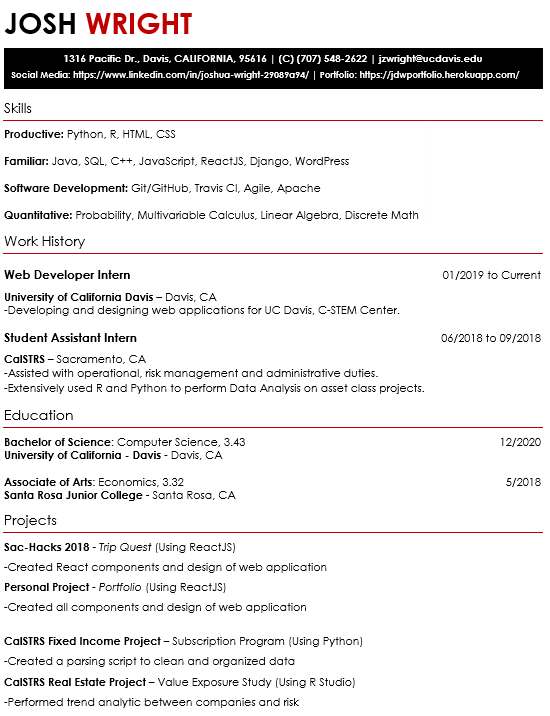 JOSH WRIGHT
1316 Pacific Dr., Davis, CALIFORNIA, 95616 | (C) (707) 548-2622 | jzwright@ucdavis.edu
Social Media: https://www.linkedin.com/in/joshua-wright-29089a94/ | Portfolio: https://jdwportfolio.herokuapp.com/
Skills
Productive: Python, R, HTML, CSS
Familiar: Java, SQL, C++, JavaScript, ReactJS, Django, WordPress
Software Development: Git/GitHub, Travis CI, Agile, Apache
Quantitative: Probability, Multivariable Calculus, Linear Algebra, Discrete Math
Work History
Web Developer Intern 01/2019 to Current
University of California Davis – Davis, CA
-Developing and designing web applications for UC Davis, C-STEM Center.
Student Assistant Intern 06/2018 to 09/2018
CalSTRS – Sacramento, CA
-Assisted with operational, risk management and administrative duties.
-Extensively used R and Python to perform Data Analysis on asset class projects.
Education
Bachelor of Science: Computer Science, 3.43 12/2020
University of California - Davis - Davis, CA
Associate of Arts: Economics, 3.32 5/2018
Santa Rosa Junior College - Santa Rosa, CA
Projects
Sac-Hacks 2018 - Trip Quest (Using ReactJS)
-Created React components and design of web application
Personal Project - Portfolio (Using ReactJS)
-Created all components and design of web application
CalSTRS Fixed Income Project – Subscription Program (Using Python)
-Created a parsing script to clean and organized data
CalSTRS Real Estate Project – Value Exposure Study (Using R Studio)
-Performed trend analytic between companies and risk